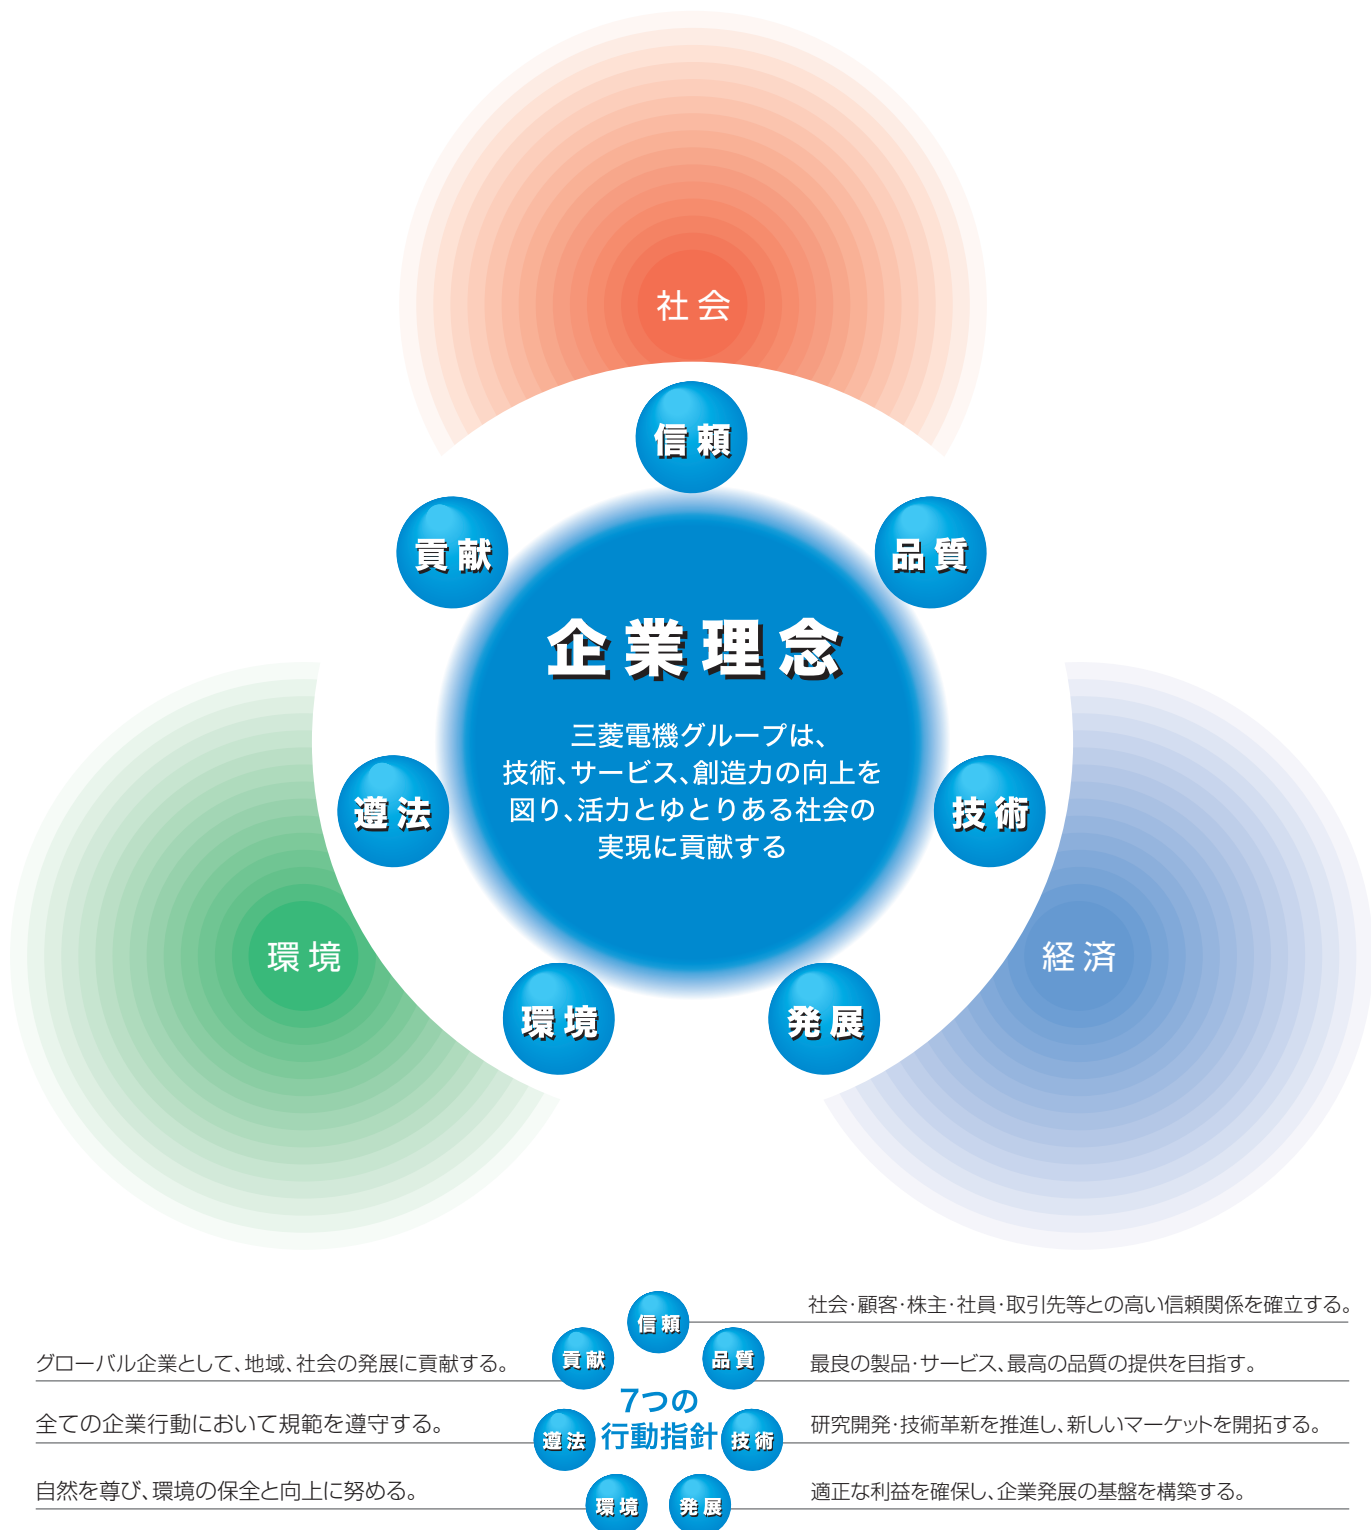 社会
信頼
貢献
品質
企業理念
三菱電機グループは、
技術、サービス、創造力の向上を
図り、活力とゆとりある社会の
実現に貢献する
遵法
技術
環境
経済
環境
発展
社会・顧客・株主・社員・取引先等との高い信頼関係を確立する。
信頼
グローバル企業として、地域、社会の発展に貢献する。
貢献
品質
最良の製品・サービス、最高の品質の提供を目指す。
7つの
行動指針
全ての企業行動において規範を遵守する。
遵法
技術
研究開発・技術革新を推進し、新しいマーケットを開拓する。
自然を尊び、環境の保全と向上に努める。
環境
発展
適正な利益を確保し、企業発展の基盤を構築する。